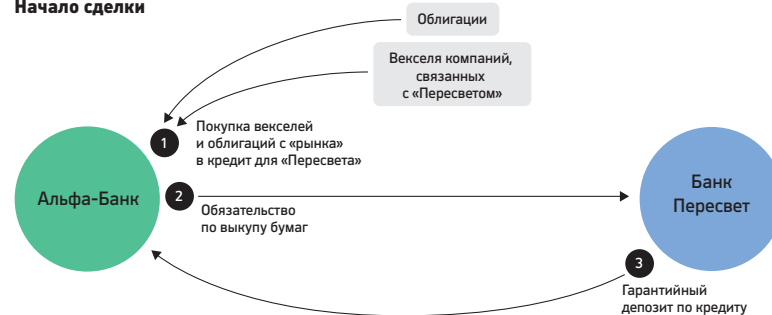 Начало сделки
Облигации
Векселя компаний,
связанных
с «Пересветом»
1
Покупка векселей
и облигаций с «рынка»
в кредит для «Пересвета»
Альфа-Банк
2
Обязательство
по выкупу бумаг
Банк
Пересвет
3
Гарантийный
депозит по кредиту